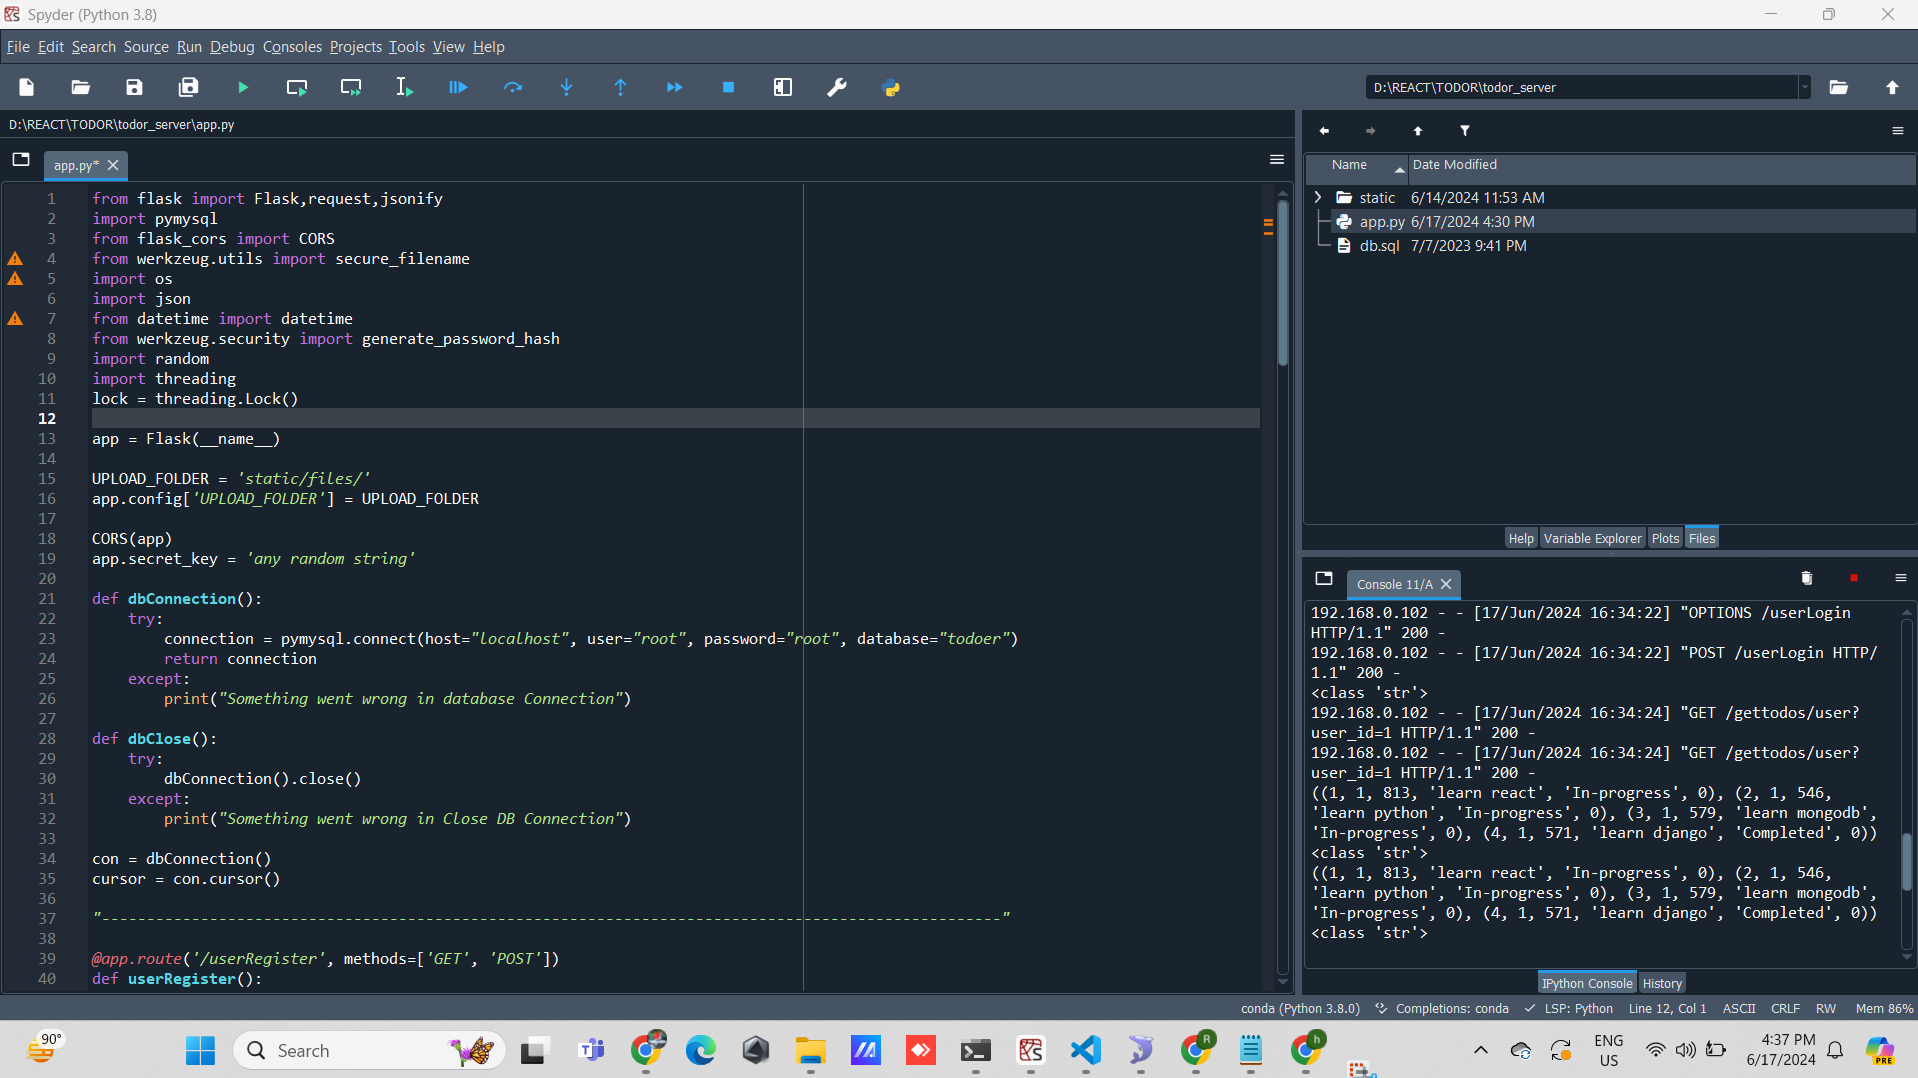 Spyder (Python 3.8)
File Edit Search Source Run Debug Consoles Projects Tools View Help
D:\REACT\TODOR\todor_server
D:\REACT\TODOR\todor_server\app.py
app.py*
1 from flask import Flask,request,jsonify
2 import pymysql
3 from flask_cors import CORS
4 from werkzeug.utils import secure_filename
5 import os
6 import json
7 from datetime import datetime
8 from werkzeug.security import generate_password_hash
9 import random
10 import threading
11 lock = threading.Lock()
12
13 app = Flask(__name__)
14
15 UPLOAD_FOLDER = 'static/files/'
16 app.config['UPLOAD_FOLDER'] = UPLOAD_FOLDER
17
18 CORS(app)
19 app.secret_key = 'any random string'
20
21 def dbConnection():
22     try:
23         connection = pymysql.connect(host="localhost", user="root", password="root", database="todoer")
24         return connection
25     except:
26         print("Something went wrong in database Connection")
27
28 def dbClose():
29     try:
30         dbConnection().close()
31     except:
32         print("Something went wrong in Close DB Connection")
33
34 con = dbConnection()
35 cursor = con.cursor()
36
37 "----------------------------------------------------------------------------------------------------"
38
39 @app.route('/userRegister', methods=['GET', 'POST'])
40 def userRegister():
Name Date Modified
static 6/14/2024 11:53 AM
app.py 6/17/2024 4:30 PM
db.sql 7/7/2023 9:41 PM
Help Variable Explorer Plots Files
Console 11/A
192.168.0.102 - - [17/Jun/2024 16:34:22] "OPTIONS /userLogin
HTTP/1.1" 200 -
192.168.0.102 - - [17/Jun/2024 16:34:22] "POST /userLogin HTTP/
1.1" 200 -
<class 'str'>
192.168.0.102 - - [17/Jun/2024 16:34:24] "GET /gettodos/user?
user_id=1 HTTP/1.1" 200 -
192.168.0.102 - - [17/Jun/2024 16:34:24] "GET /gettodos/user?
user_id=1 HTTP/1.1" 200 -
((1, 1, 813, 'learn react', 'In-progress', 0), (2, 1, 546,
'learn python', 'In-progress', 0), (3, 1, 579, 'learn mongodb',
'In-progress', 0), (4, 1, 571, 'learn django', 'Completed', 0))
<class 'str'>
((1, 1, 813, 'learn react', 'In-progress', 0), (2, 1, 546,
'learn python', 'In-progress', 0), (3, 1, 579, 'learn mongodb',
'In-progress', 0), (4, 1, 571, 'learn django', 'Completed', 0))
<class 'str'>
IPython Console History
conda (Python 3.8.0) Completions: conda LSP: Python Line 12, Col 1 ASCII CRLF RW Mem 86%
90°
Search
R
h
ENG
US
4:37 PM
6/17/2024
PRE